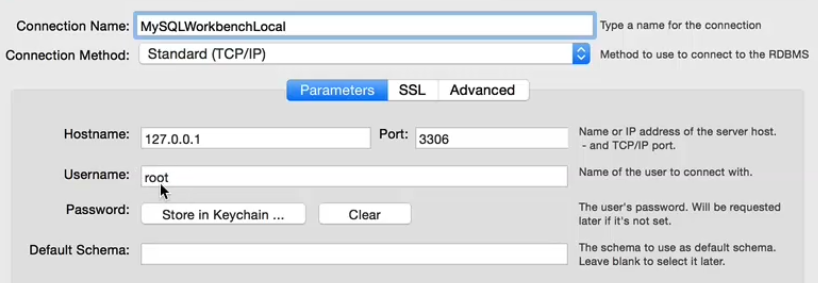 Connection Name: MySQLWorkbenchLocal Type a name for the connection
Connection Method: Standard (TCP/IP) Method to use to connect to the RDBMS
Parameters SSL Advanced
Hostname: 127.0.0.1 Port: 3306 Name or IP address of the server host.
- and TCP/IP port.
Username: root Name of the user to connect with.
Password: Store in Keychain ... Clear The user's password. Will be requested
later if it's not set.
Default Schema: The schema to use as default schema.
Leave blank to select it later.